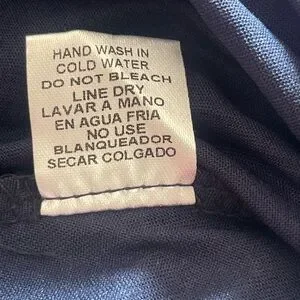 HAND WASH IN
COLD WATER
DO NOT BLEACH
LINE DRY
LAVAR A MANO
EN AGUA FRIA
NO USE
BLANQUEADOR
SECAR COLGADO